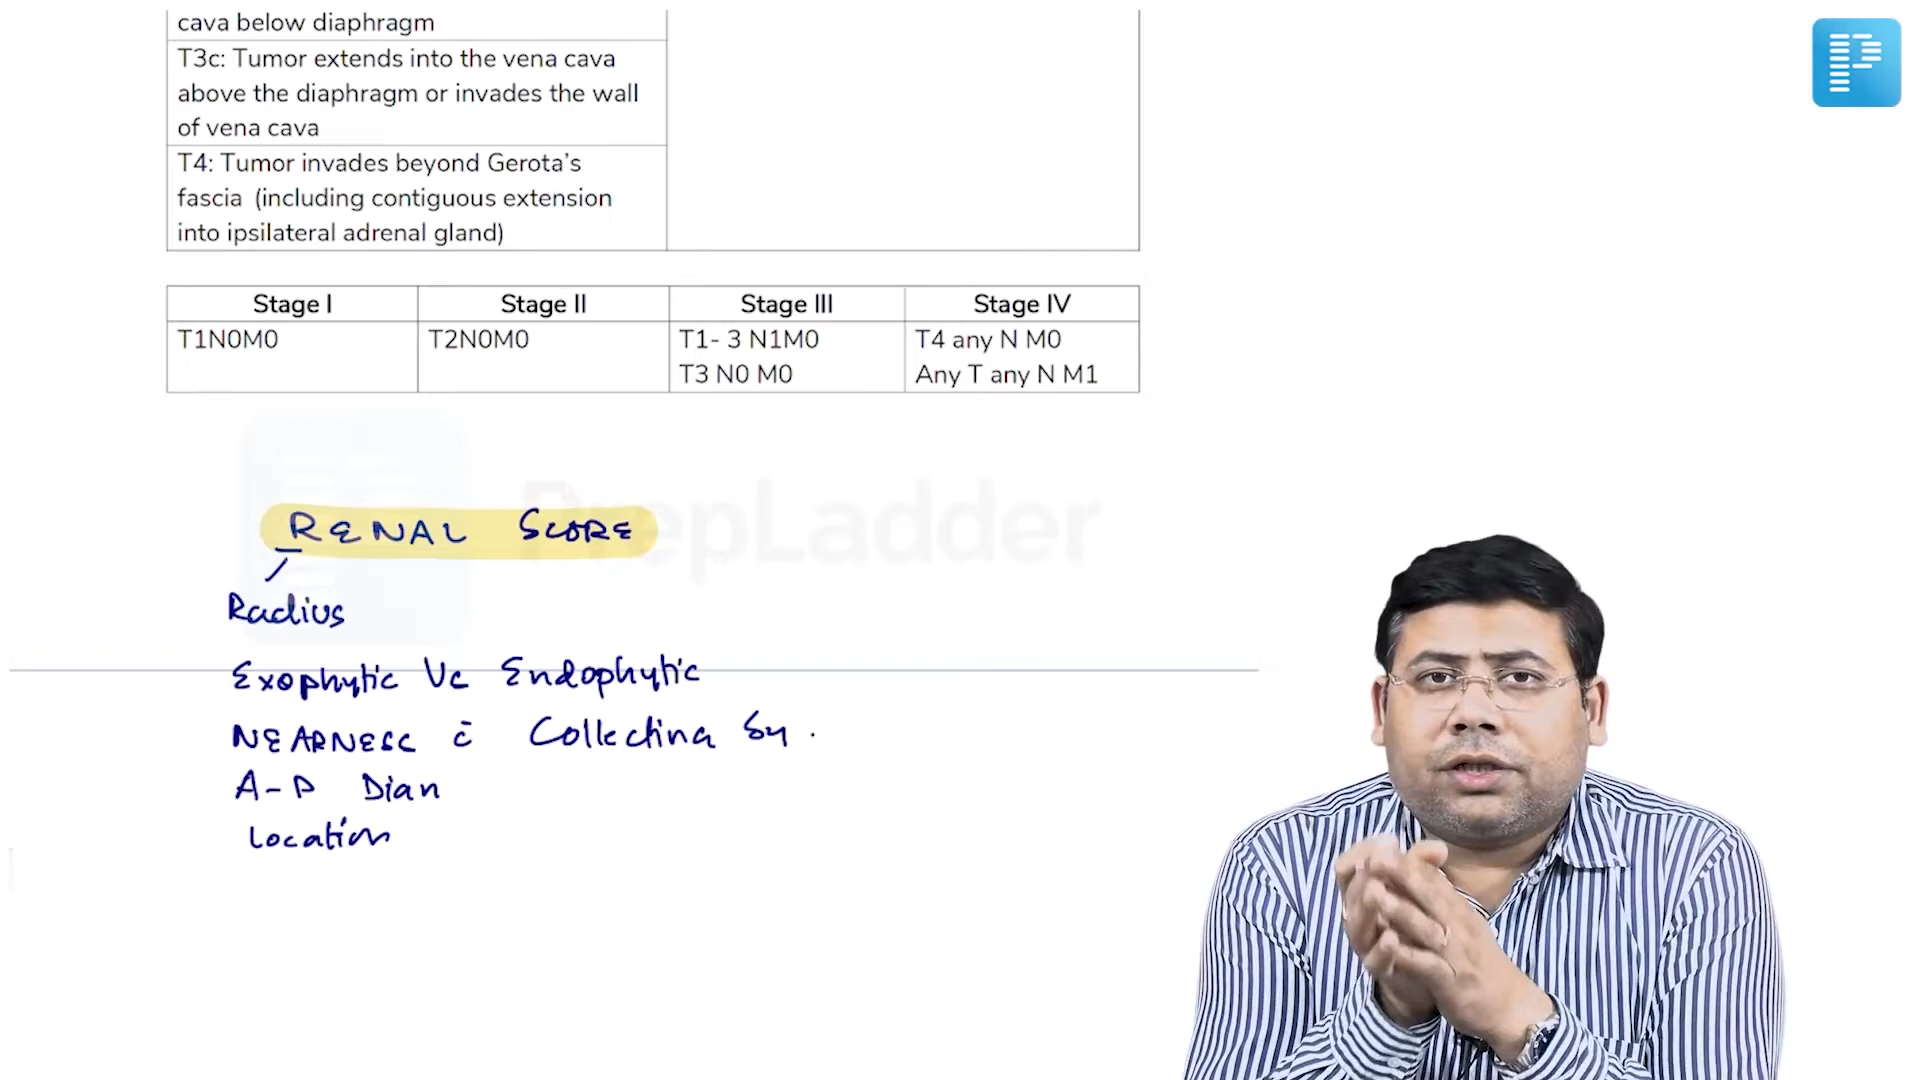 cava below diaphragm
T3c: Tumor extends into the vena cava
above the diaphragm or invades the wall
of vena cava
T4: Tumor invades beyond Gerota's
fascia (including contiguous extension
into ipsilateral adrenal gland)
Stage I Stage II Stage III Stage IV
T1N0M0 T2N0M0 T1- 3 N1M0 T4 any N M0
T3 N0 M0 Any T any N M1
PrepLadder
RENAL SCORE
Radius
Exophytic Vs Endophytic
NEARNESS c̄ Collecting Sy .
A-P Diam
Location